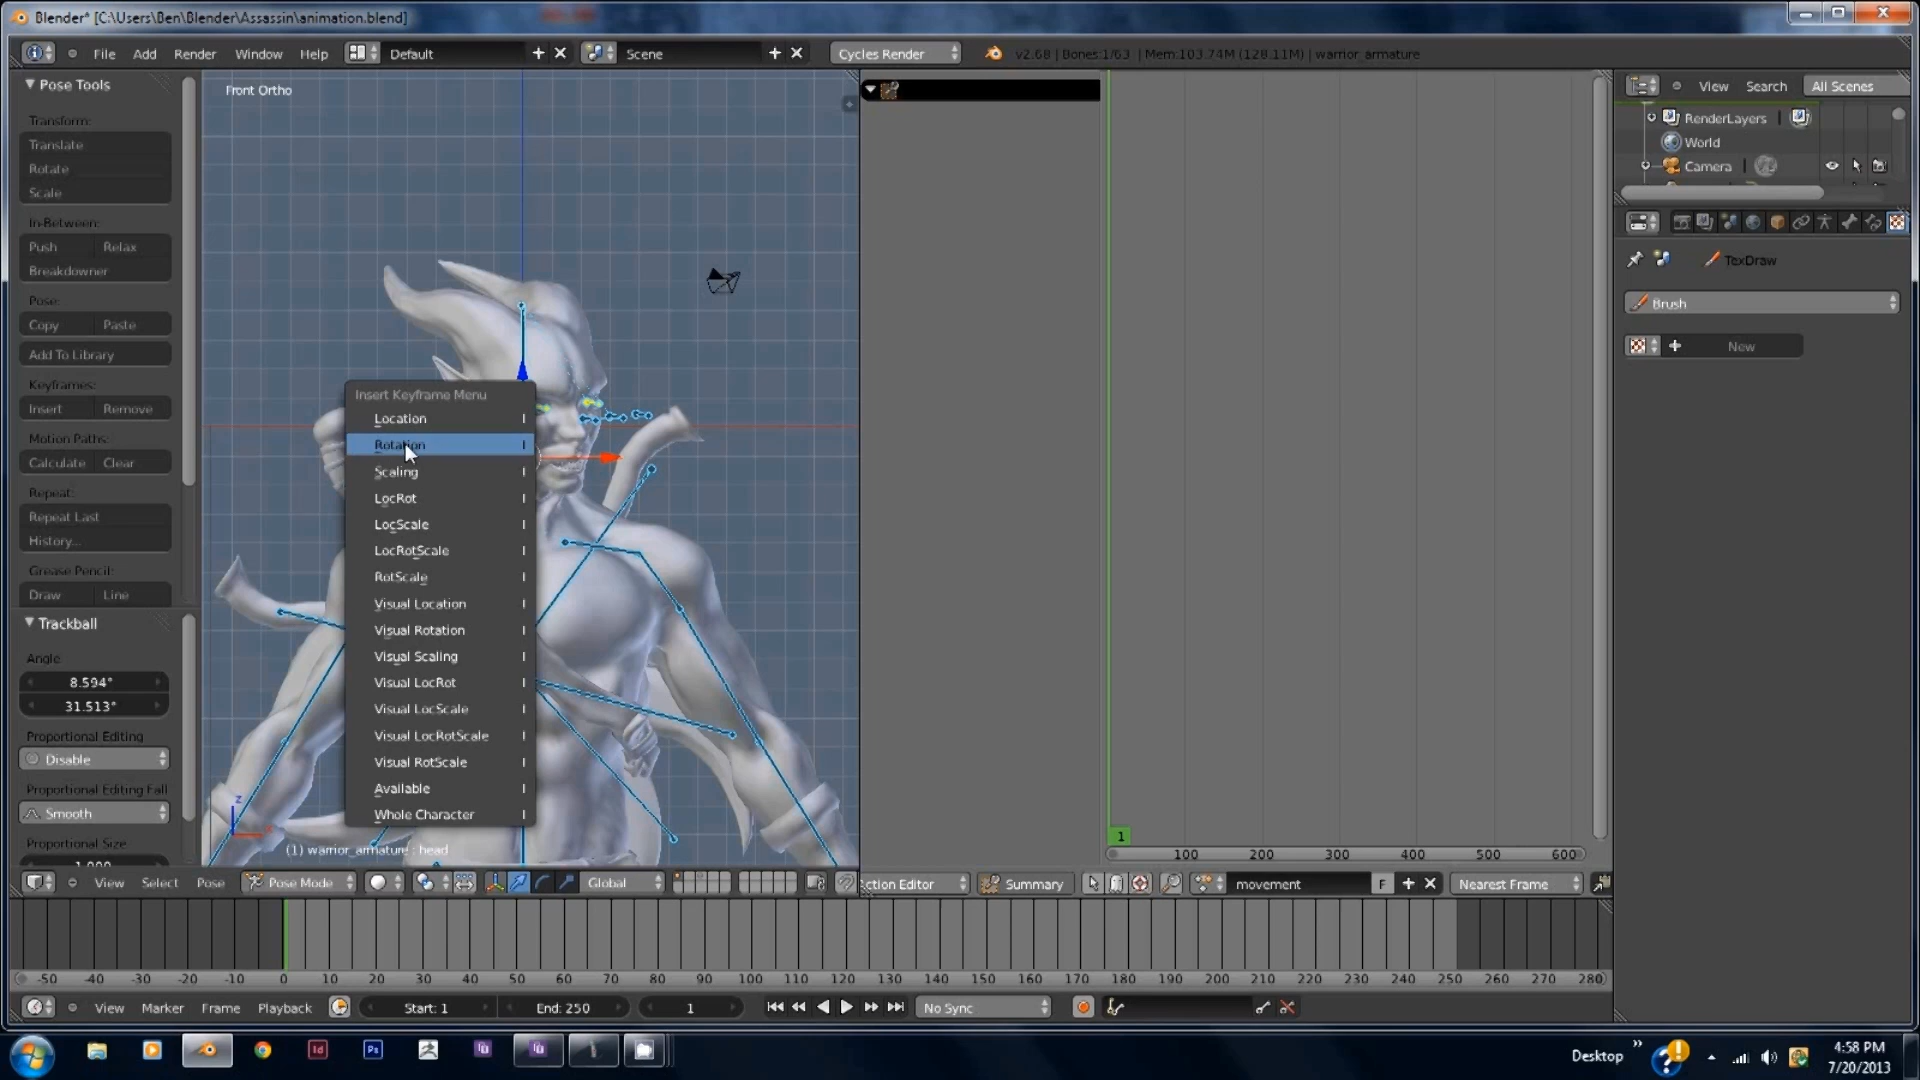 Blender* [C:\Users\Ben\Blender\Assassin\animation.blend]
File Add Render Window Help Default Scene Cycles Render v2.68 | Bones:1/63 | Mem:103.74M (128.11M) | warrior_armature
Pose Tools
Transform:
Translate
Rotate
Scale
In-Between:
Push Relax
Breakdowner
Pose:
Copy Paste
Add To Library
Keyframes:
Insert Remove
Motion Paths:
Calculate Clear
Repeat:
Repeat Last
History...
Grease Pencil:
Draw Line
Trackball
Angle
8.594°
31.513°
Proportional Editing
Disable
Proportional Editing Fall
Smooth
Proportional Size
1.000
Front Ortho
Insert Keyframe Menu
Location I
Rotation I
Scaling I
LocRot I
LocScale I
LocRotScale I
RotScale I
Visual Location I
Visual Rotation I
Visual Scaling I
Visual LocRot I
Visual LocScale I
Visual LocRotScale I
Visual RotScale I
Available I
Whole Character I
z
x
(1) warrior_armature : head
View Select Pose Pose Mode Global
1
100 200 300 400 500 600
ction Editor Summary movement F Nearest Frame
View Search All Scenes
RenderLayers
World
Camera
TexDraw
Brush
New
-50 -40 -30 -20 -10 0 10 20 30 40 50 60 70 80 90 100 110 120 130 140 150 160 170 180 190 200 210 220 230 240 250 260 270 280
View Marker Frame Playback Start: 1 End: 250 1 No Sync
Id Ps
Desktop
4:58 PM
7/20/2013